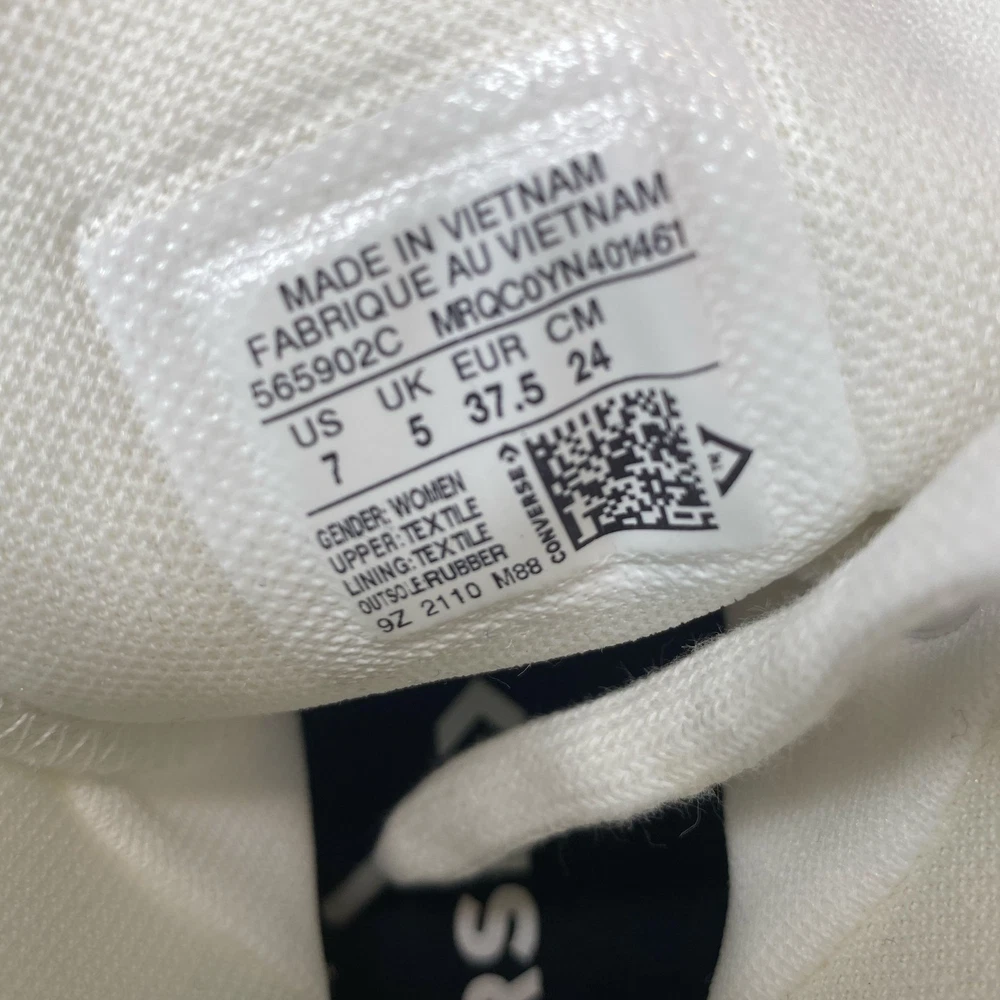 MADE IN VIETNAM
FABRIQUE AU VIETNAM
565902C MRQC0YN401461
US UK EUR CM
7 5 37.5 24
GENDER: WOMEN
UPPER: TEXTILE
LINING: TEXTILE
OUTSOLE: RUBBER
9Z 2110 M88
CONVERSE
RS